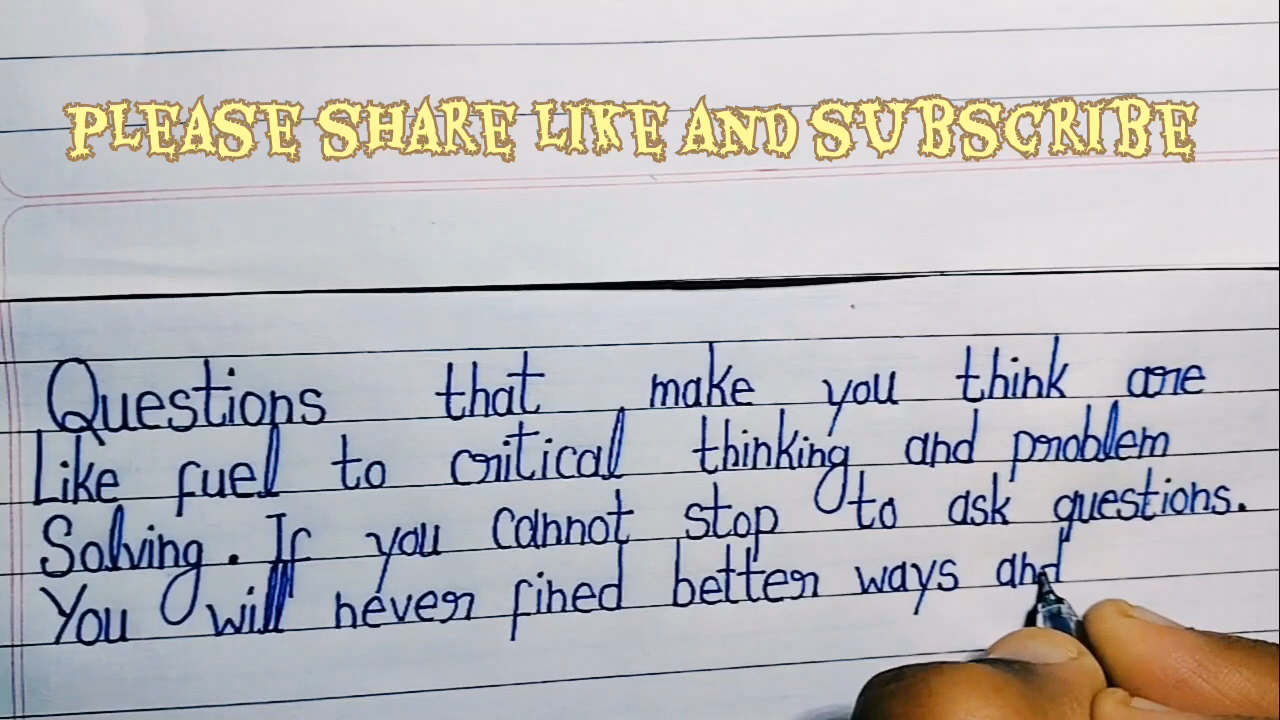 PLEASE SHARE LIKE AND SUBSCRIBE
Questions that make you think are
Like fuel to critical thinking and problem
Solving. If you cannot stop to ask questions.
You will never fined better ways and